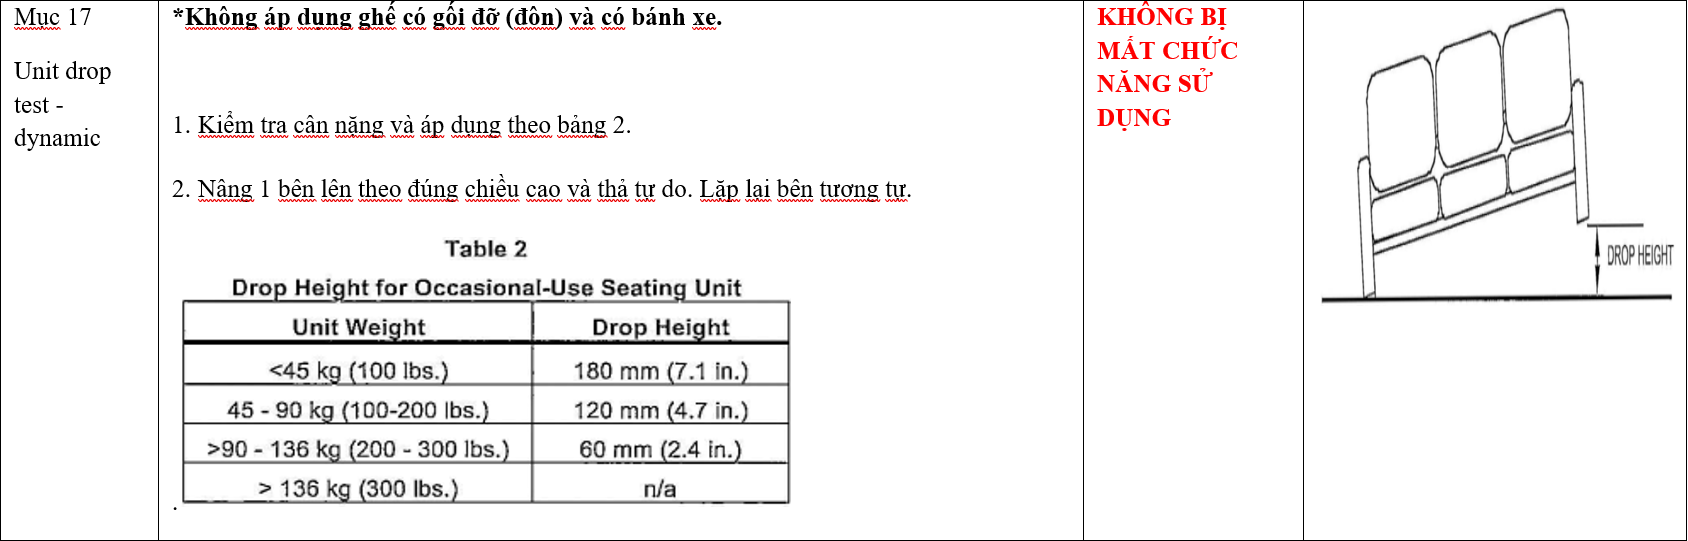 Mục 17
Unit drop
test -
dynamic
*Không áp dụng ghế có gối đỡ (đôn) và có bánh xe.
1. Kiểm tra cân nặng và áp dụng theo bảng 2.
2. Nâng 1 bên lên theo đúng chiều cao và thả tự do. Lặp lại bên tương tự.
Table 2
Drop Height for Occasional-Use Seating Unit
Unit Weight Drop Height
<45 kg (100 lbs.) 180 mm (7.1 in.)
45 - 90 kg (100-200 lbs.) 120 mm (4.7 in.)
>90 - 136 kg (200 - 300 lbs.) 60 mm (2.4 in.)
> 136 kg (300 lbs.) n/a
.
KHÔNG BỊ
MẤT CHỨC
NĂNG SỬ
DỤNG
DROP HEIGHT